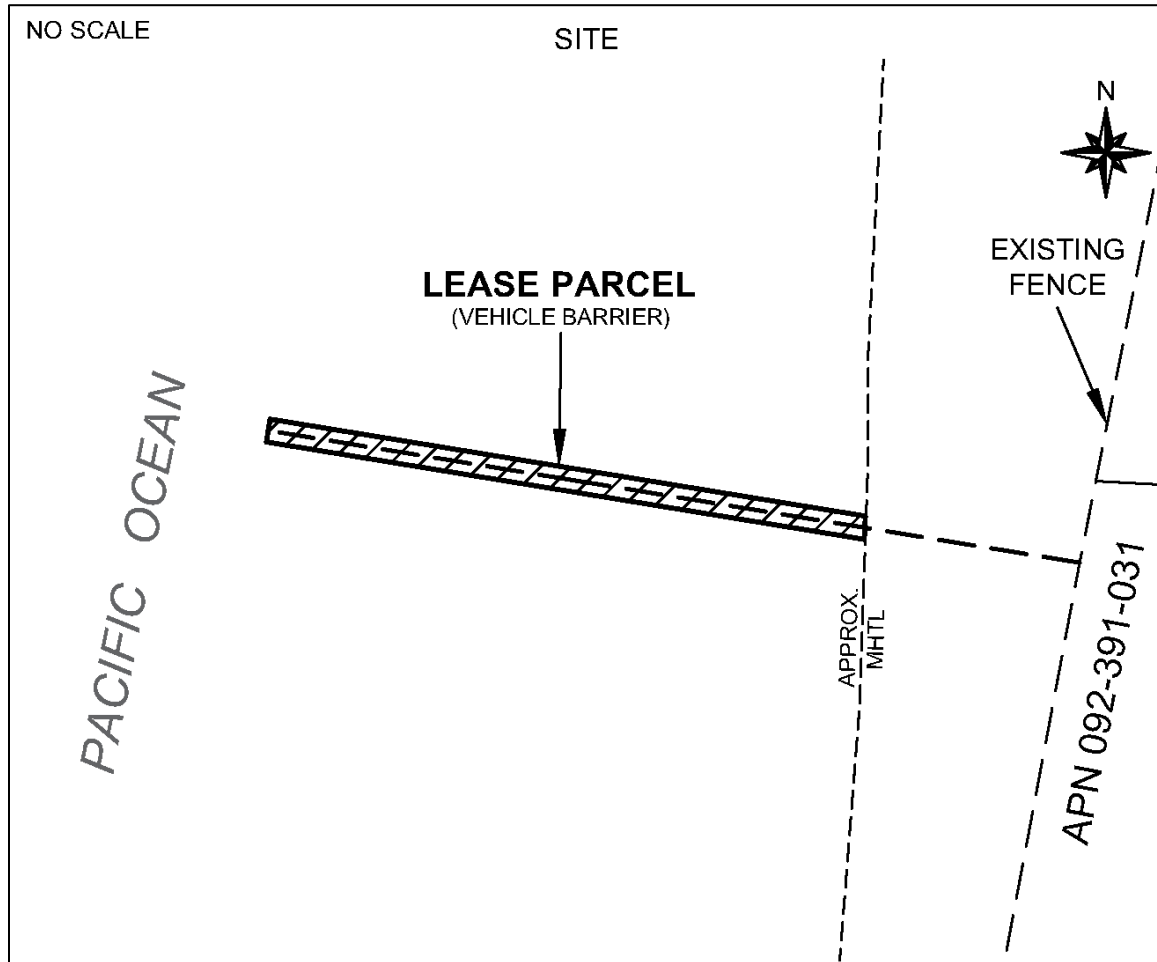 NO SCALE
SITE
N
EXISTING
FENCE
LEASE PARCEL
(VEHICLE BARRIER)
PACIFIC OCEAN
APPROX.
MHTL
APN 092-391-031